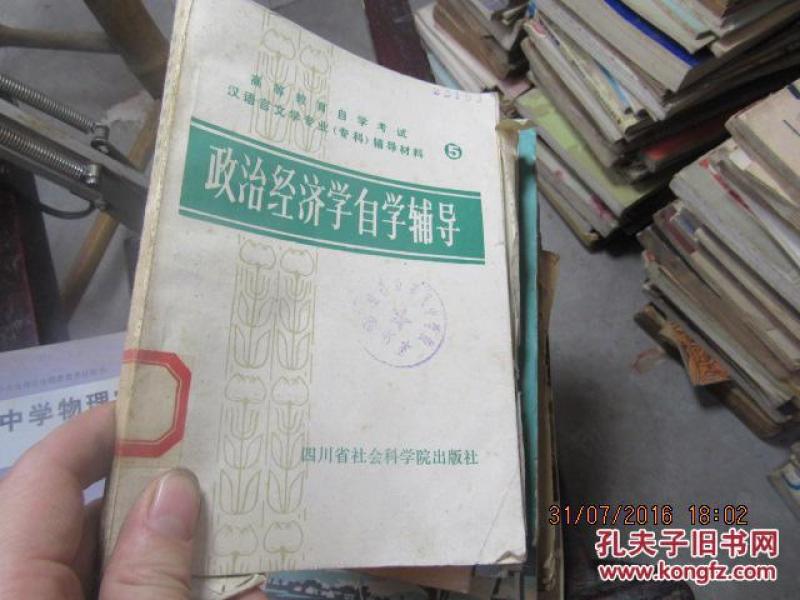 高等教育自学考试
汉语言文学专业(专科)辅导材料 5
政治经济学自学辅导
四川省社会科学院出版社
中学物理
31/07/2016 18:02
孔夫子旧书网
www.kongfz.com